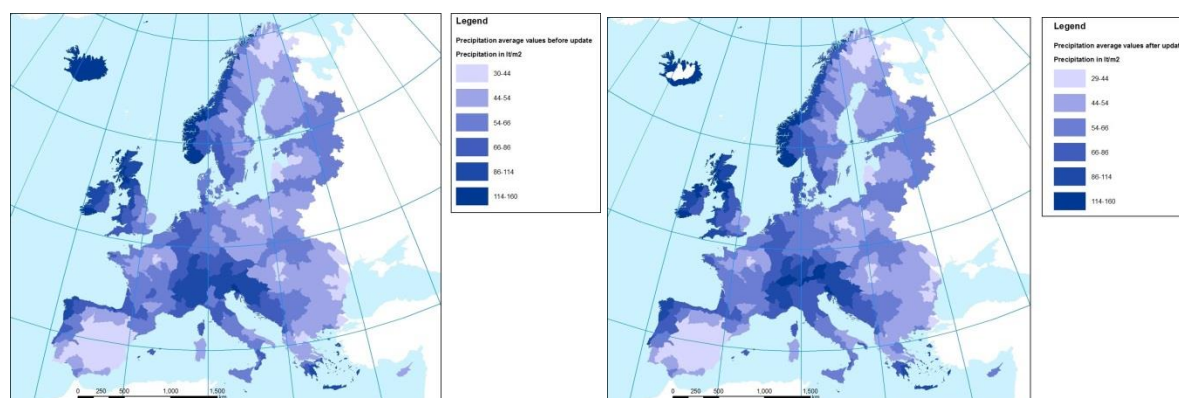 Legend
Precipitation average values before update
Precipitation in lt/m2
30-44
44-54
54-66
66-86
86-114
114-160
0 250 500 1,000 1,500
Legend
Precipitation average values after updat
Precipitation in lt/m2
29-44
44-54
54-66
66-86
86-114
114-160
0 250 500 1,000 1,500